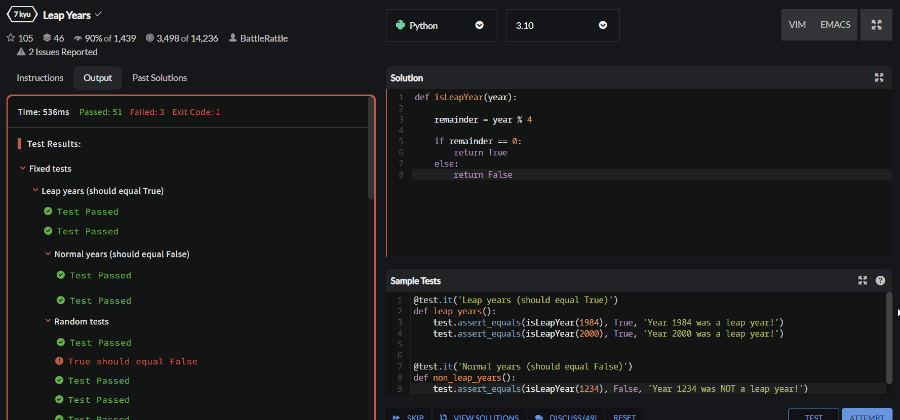 7 kyu Leap Years
105 46 90% of 1,439 3,498 of 14,236 BattleRattle
2 Issues Reported
Python
3.10
VIM EMACS
Instructions Output Past Solutions
Time: 536ms Passed: 51 Failed: 3 Exit Code: 1
Test Results:
Fixed tests
Leap years (should equal True)
Test Passed
Test Passed
Normal years (should equal False)
Test Passed
Test Passed
Random tests
Test Passed
True should equal False
Test Passed
Test Passed
Test Passed
Solution
1 def isLeapYear(year):
2
3 remainder = year % 4
4
5 if remainder == 0:
6 return True
7 else:
8 return False
Sample Tests
1 @test.it('Leap years (should equal True)')
2 def leap_years():
3 test.assert_equals(isLeapYear(1984), True, 'Year 1984 was a leap year!')
4 test.assert_equals(isLeapYear(2000), True, 'Year 2000 was a leap year!')
5
6
7 @test.it('Normal years (should equal False)')
8 def non_leap_years():
9 test.assert_equals(isLeapYear(1234), False, 'Year 1234 was NOT a leap year!')
SKIP VIEW SOLUTIONS DISCUSS (49) RESET TEST ATTEMPT